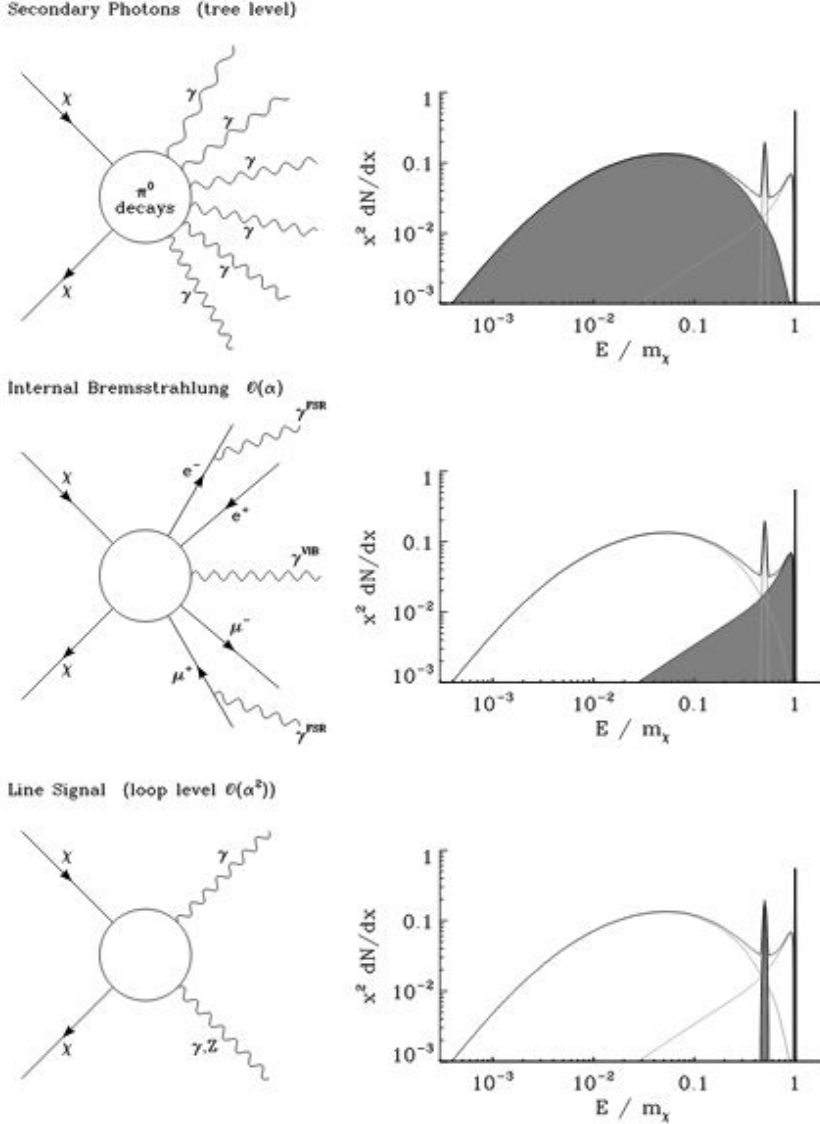 Secondary Photons (tree level)
χ
γ
γ
γ
γ
γ
γ
π⁰
decays
χ
x² dN/dx
1
0.1
10⁻²
10⁻³
10⁻³
10⁻²
0.1
1
E / mχ
Internal Bremsstrahlung 𝒪(α)
γᶠˢᴿ
χ
e⁻
e⁺
γⱽᴵᴮ
μ⁻
χ
μ⁺
γᶠˢᴿ
x² dN/dx
1
0.1
10⁻²
10⁻³
10⁻³
10⁻²
0.1
1
E / mχ
Line Signal (loop level 𝒪(α²))
χ
γ
χ
γ,Z
x² dN/dx
1
0.1
10⁻²
10⁻³
10⁻³
10⁻²
0.1
1
E / mχ